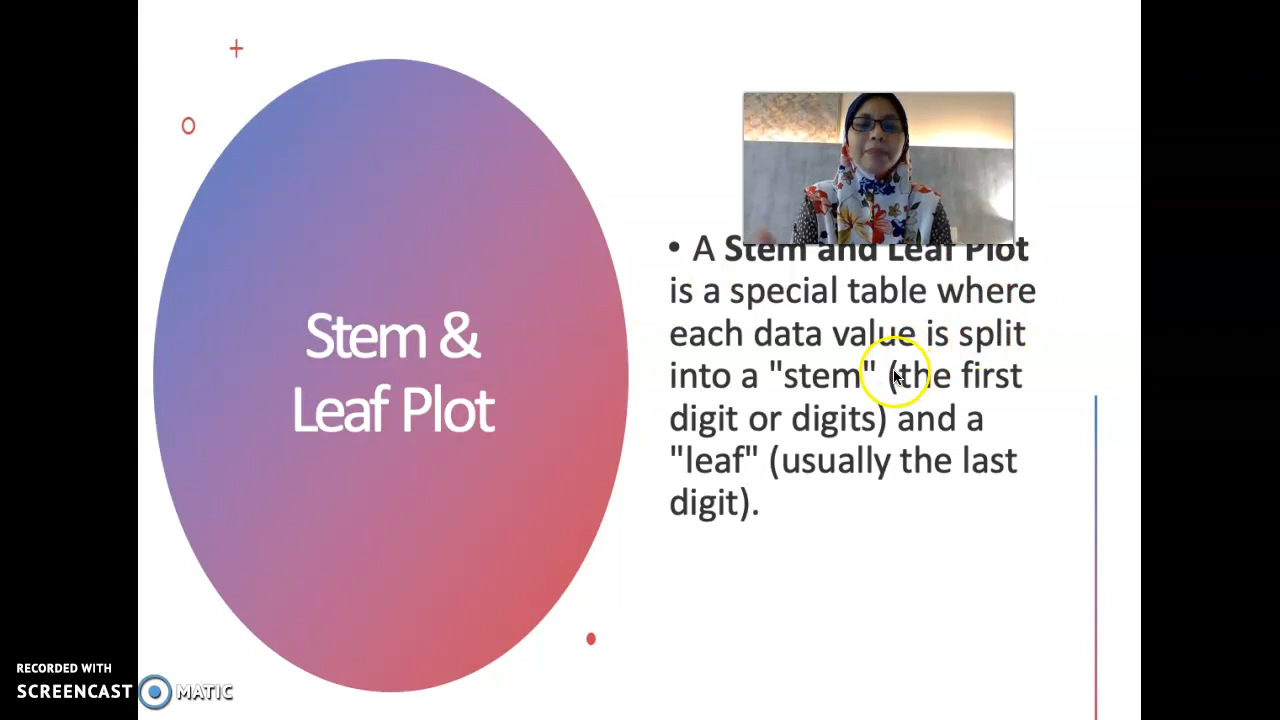 Stem &
Leaf Plot
• A Stem and Leaf Plot
is a special table where
each data value is split
into a "stem" (the first
digit or digits) and a
"leaf" (usually the last
digit).
RECORDED WITH
SCREENCAST MATIC